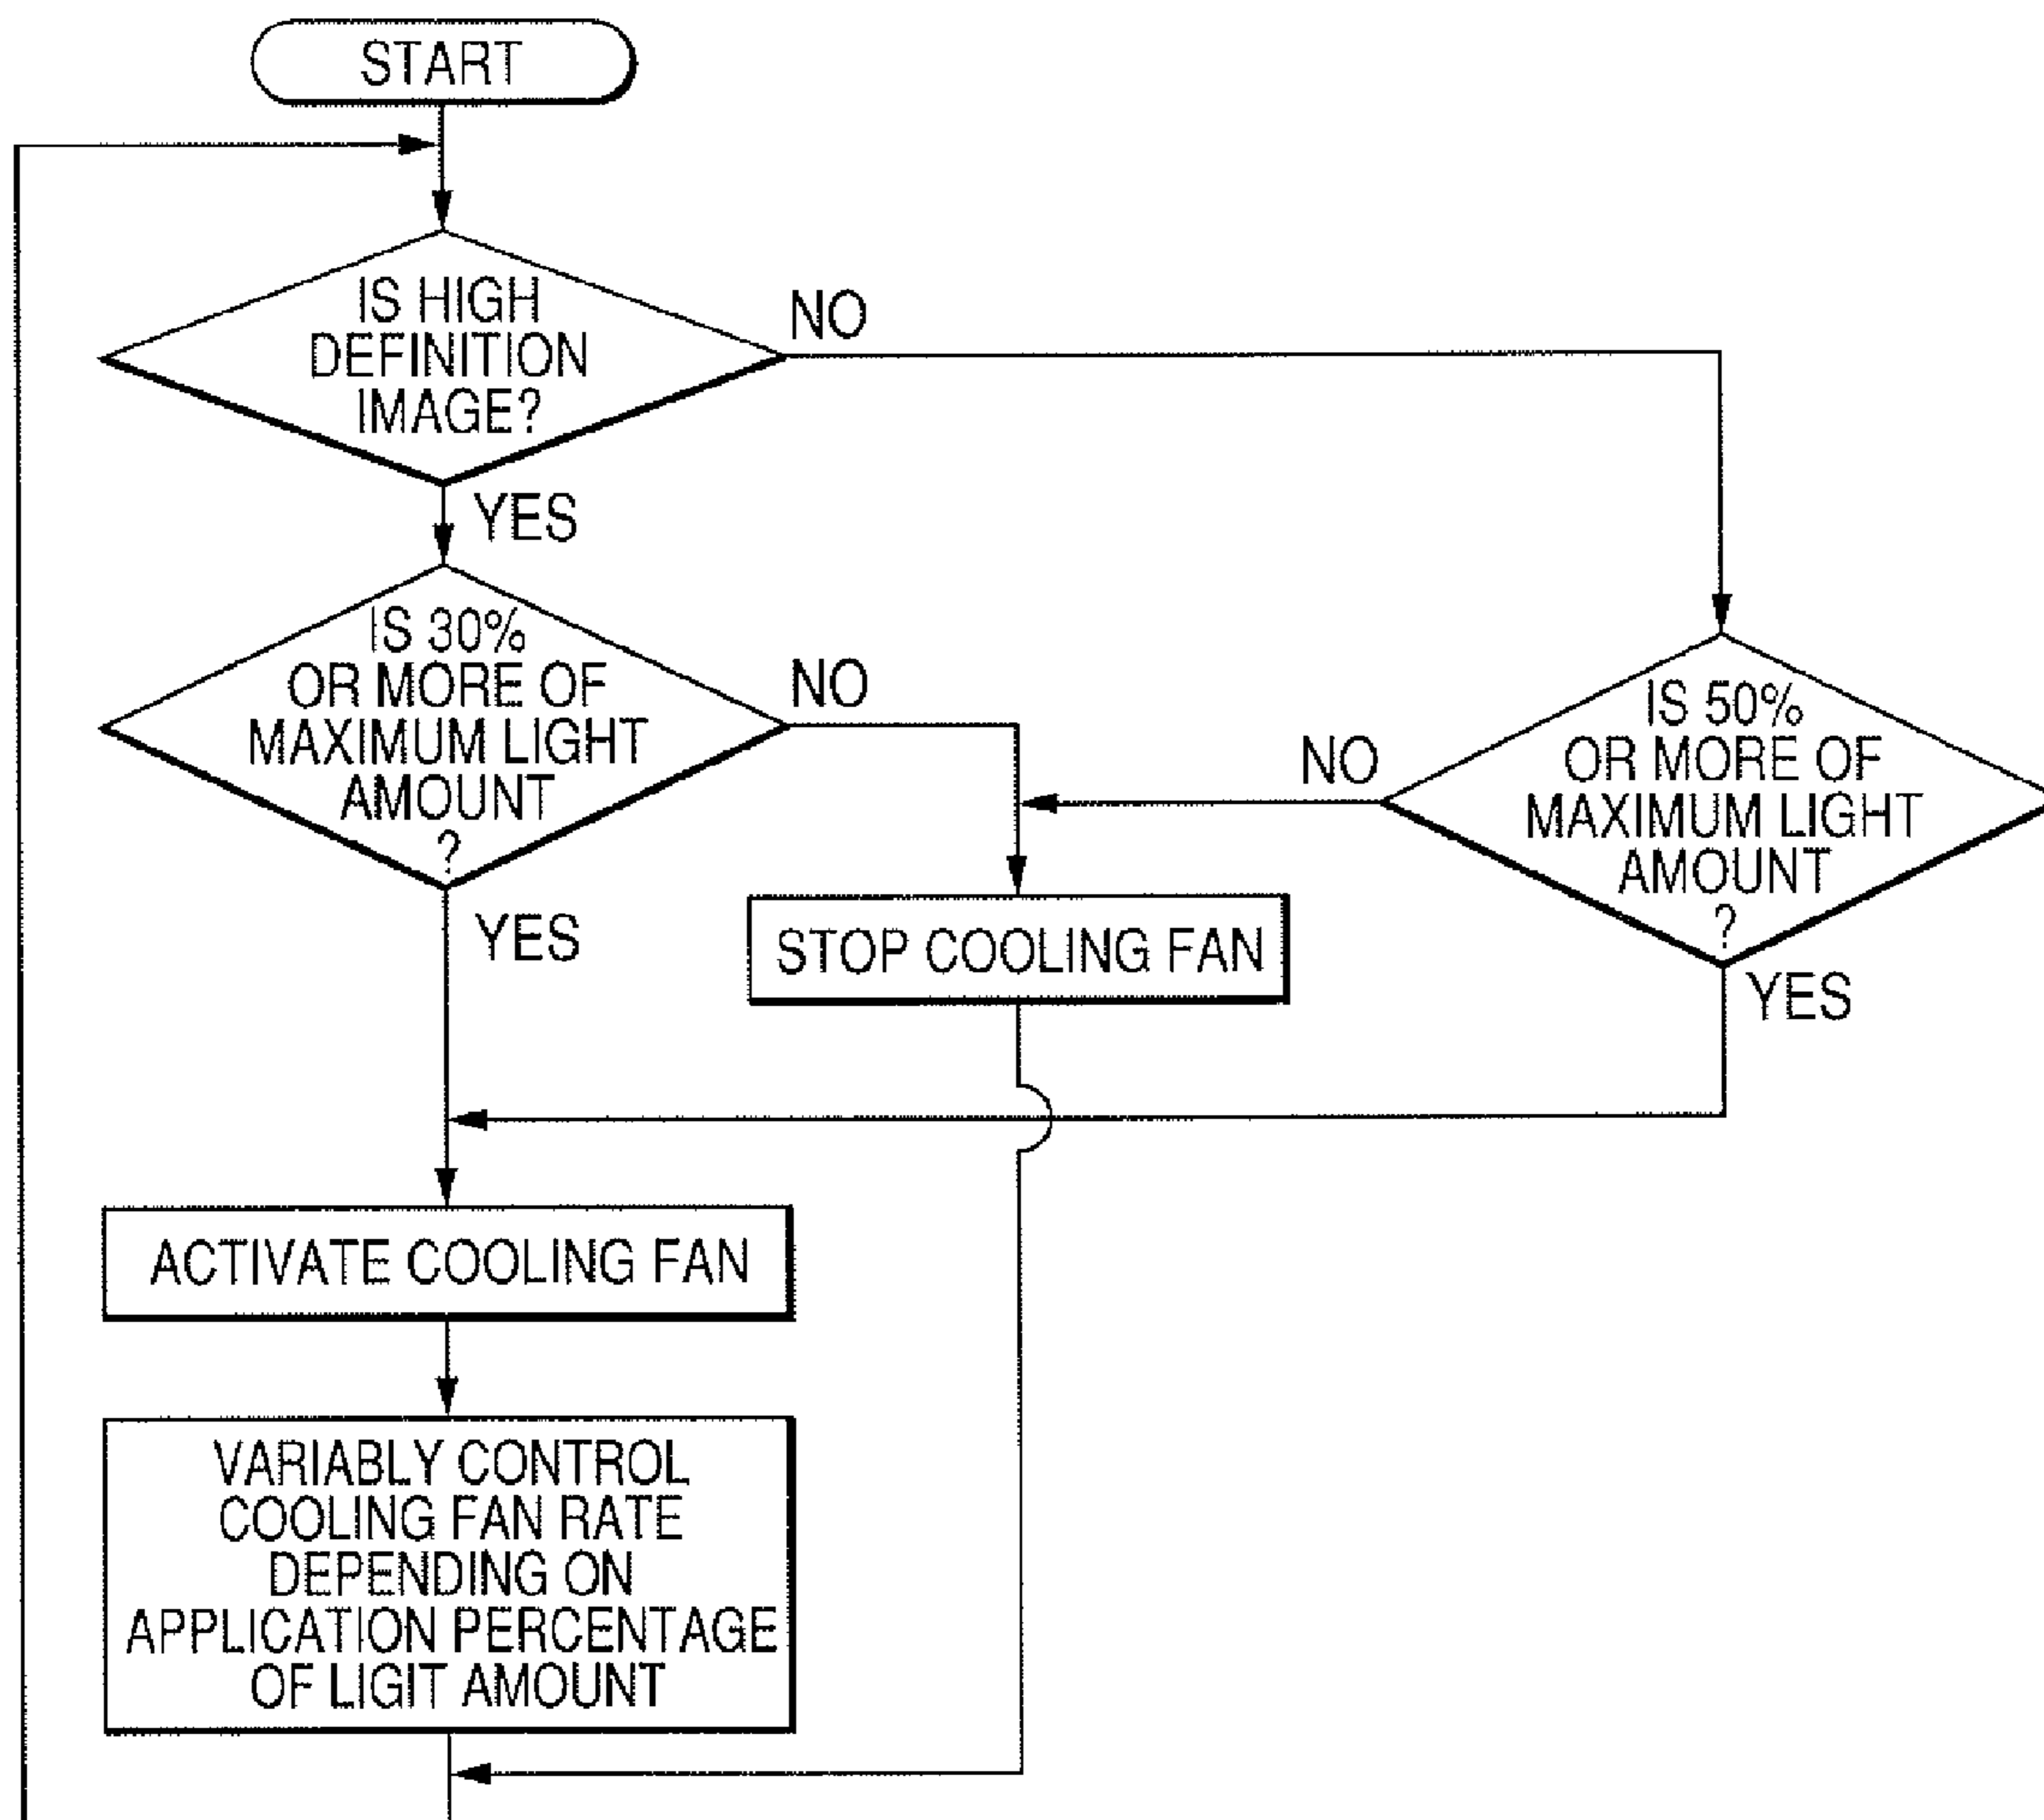 START
IS HIGH
DEFINITION
IMAGE?
NO
YES
IS 30%
OR MORE OF
MAXIMUM LIGHT
AMOUNT
?
NO
YES
IS 50%
OR MORE OF
MAXIMUM LIGHT
AMOUNT
?
NO
YES
STOP COOLING FAN
ACTIVATE COOLING FAN
VARIABLY CONTROL
COOLING FAN RATE
DEPENDING ON
APPLICATION PERCENTAGE
OF LIGIT AMOUNT